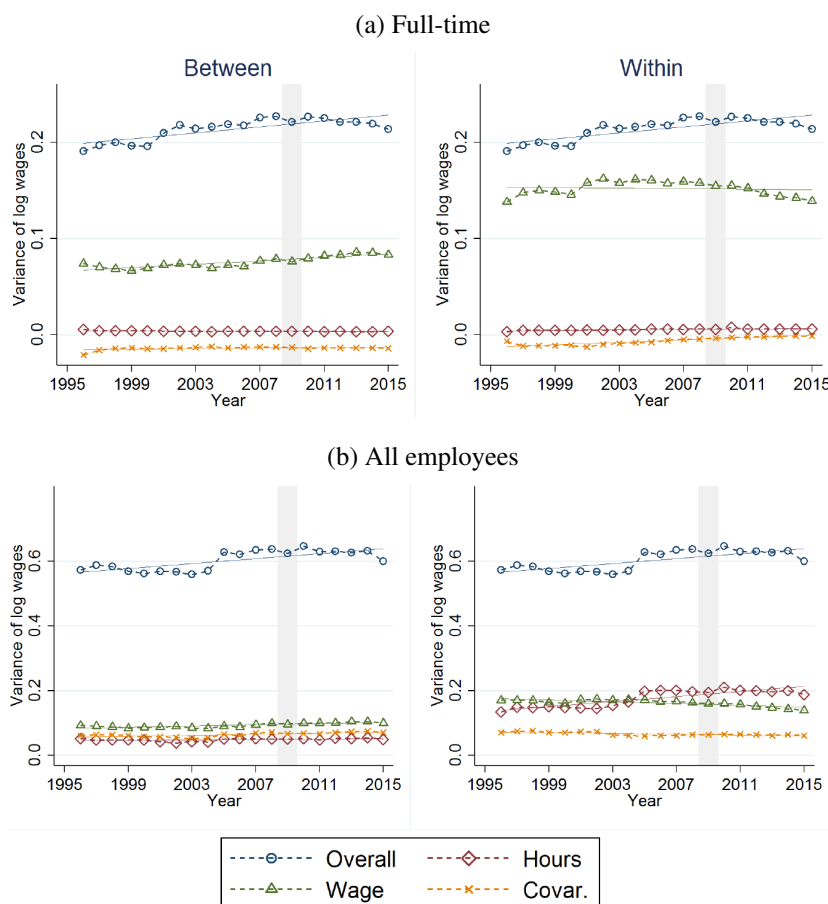 (a) Full-time
Between
Within
Variance of log wages
0.2
0.1
0.0
1995 1999 2003 2007 2011 2015
Year
Variance of log wages
0.2
0.1
0.0
1995 1999 2003 2007 2011 2015
Year
(b) All employees
Variance of log wages
0.6
0.4
0.2
0.0
1995 1999 2003 2007 2011 2015
Year
Variance of log wages
0.6
0.4
0.2
0.0
1995 1999 2003 2007 2011 2015
Year
Overall
Hours
Wage
Covar.